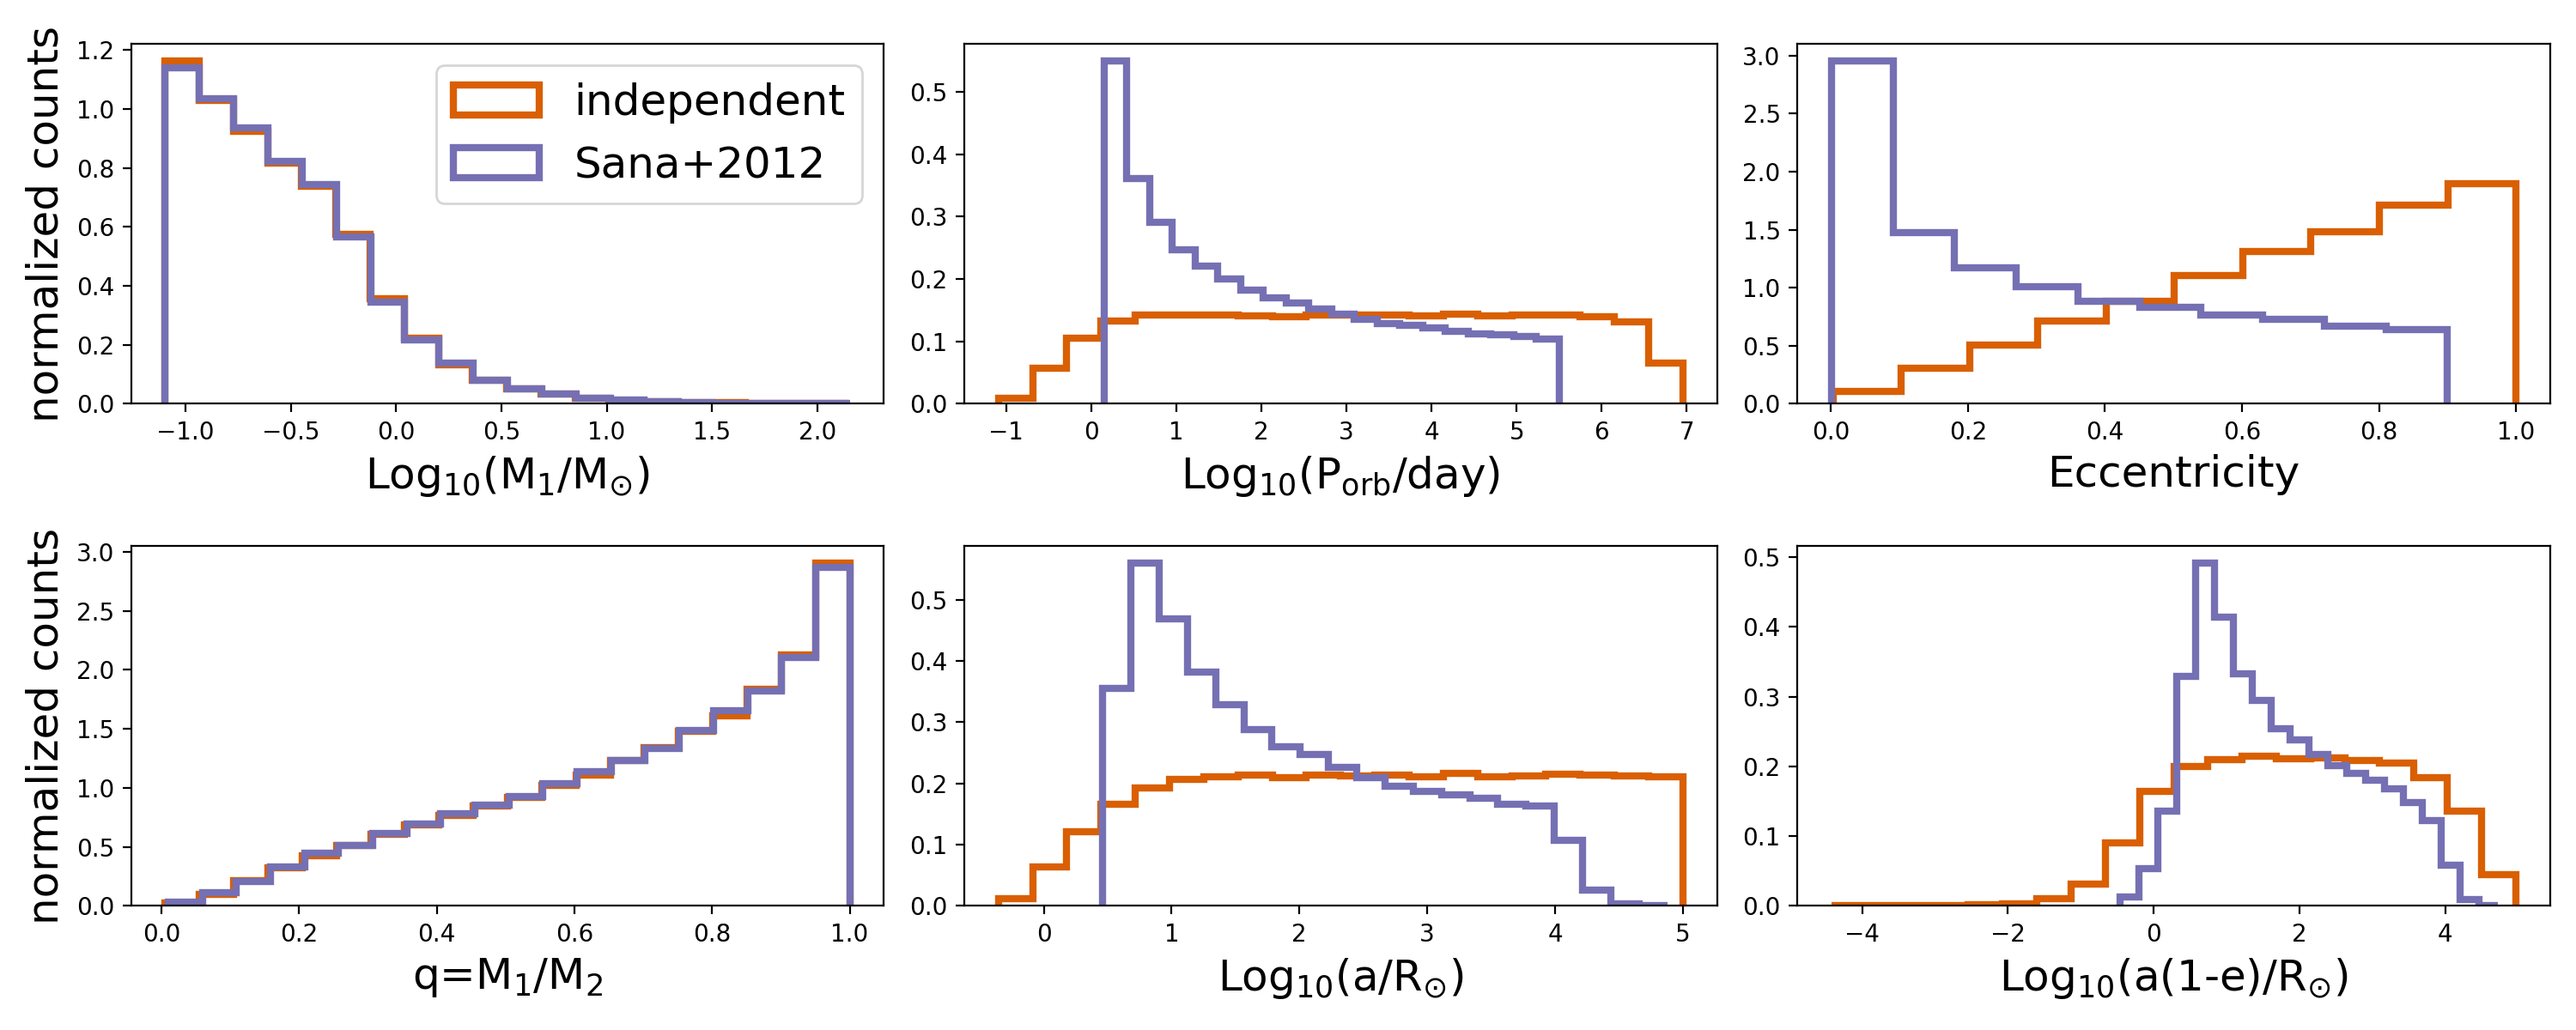 normalized counts
1.2
1.0
0.8
0.6
0.4
0.2
0.0
−1.0 −0.5 0.0 0.5 1.0 1.5 2.0
Log₁₀(M₁/M⊙)
independent
Sana+2012
0.5
0.4
0.3
0.2
0.1
0.0
−1 0 1 2 3 4 5 6 7
Log₁₀(Pₒᵣb/day)
3.0
2.5
2.0
1.5
1.0
0.5
0.0
0.0 0.2 0.4 0.6 0.8 1.0
Eccentricity
normalized counts
3.0
2.5
2.0
1.5
1.0
0.5
0.0
0.0 0.2 0.4 0.6 0.8 1.0
q=M₁/M₂
0.5
0.4
0.3
0.2
0.1
0.0
0 1 2 3 4 5
Log₁₀(a/R⊙)
0.5
0.4
0.3
0.2
0.1
0.0
−4 −2 0 2 4
Log₁₀(a(1-e)/R⊙)